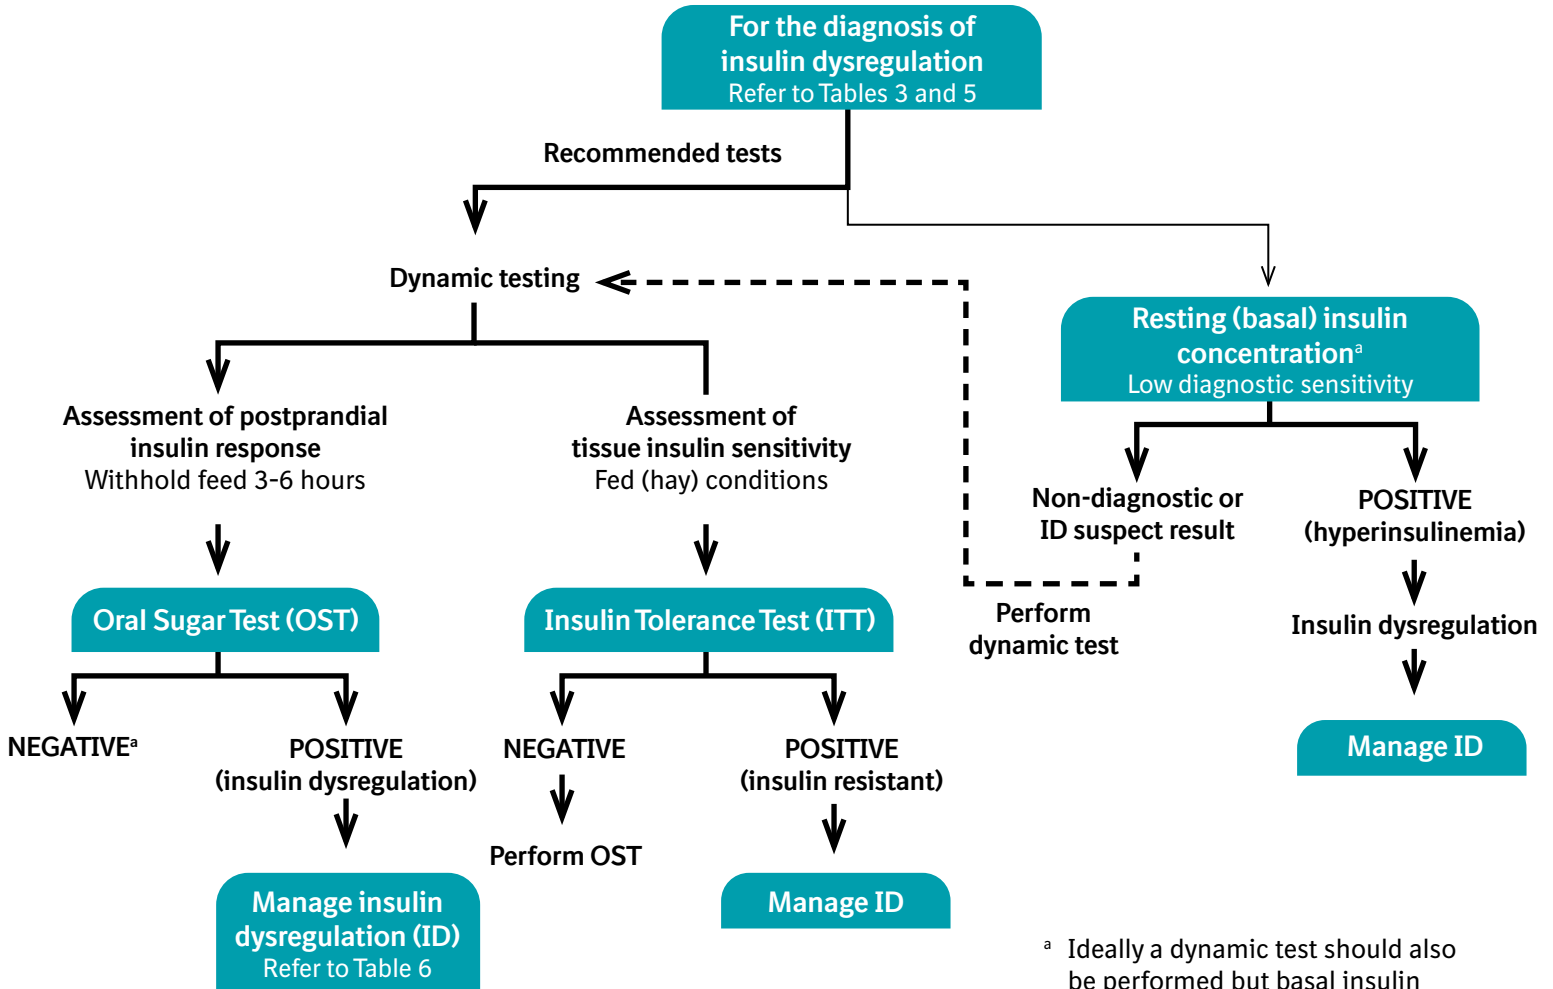 For the diagnosis of
insulin dysregulation
Refer to Tables 3 and 5
Recommended tests
Dynamic testing
Resting (basal) insulin
concentrationᵃ
Low diagnostic sensitivity
Assessment of postprandial
insulin response
Withhold feed 3-6 hours
Assessment of
tissue insulin sensitivity
Fed (hay) conditions
Non-diagnostic or
ID suspect result
POSITIVE
(hyperinsulinemia)
Oral Sugar Test (OST)
Insulin Tolerance Test (ITT)
Perform
dynamic test
Insulin dysregulation
NEGATIVEᵃ
POSITIVE
(insulin dysregulation)
NEGATIVE
POSITIVE
(insulin resistant)
Manage ID
Perform OST
Manage insulin
dysregulation (ID)
Refer to Table 6
Manage ID
ᵃ Ideally a dynamic test should also
be performed but basal insulin